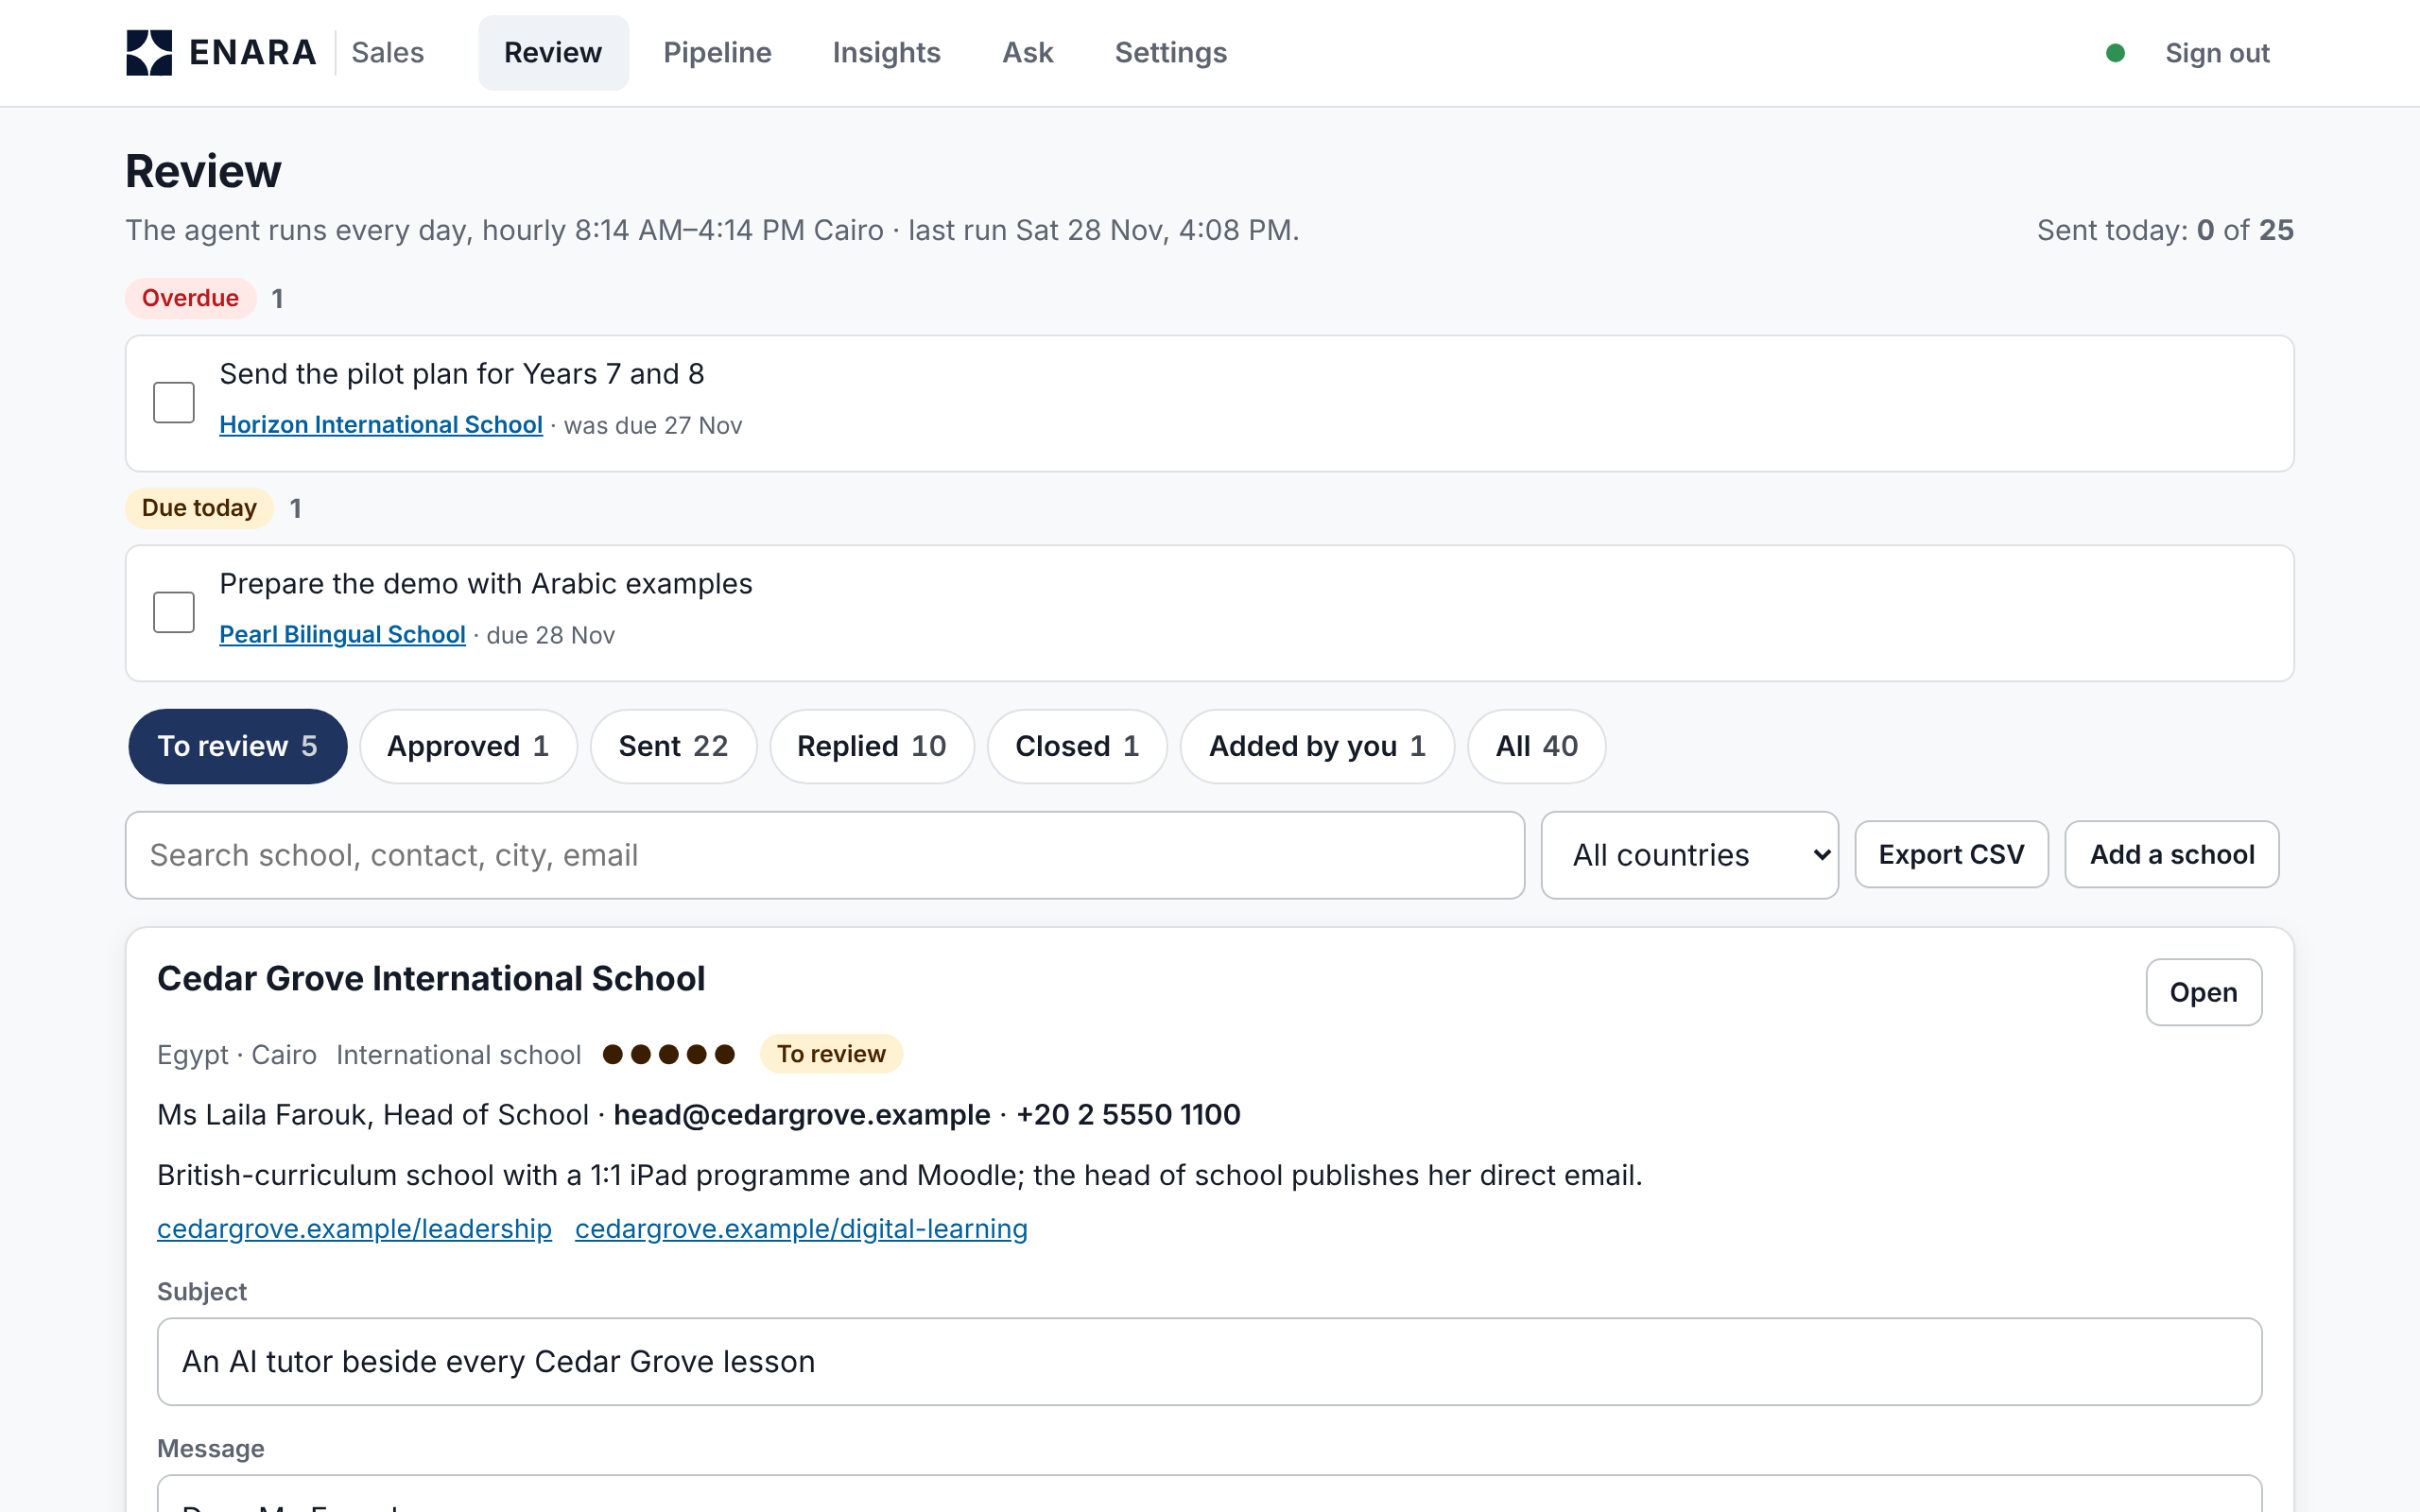 ENARA Sales Review Pipeline Insights Ask Settings Sign out
Review
The agent runs every day, hourly 8:14 AM–4:14 PM Cairo · last run Sat 28 Nov, 4:08 PM. Sent today: 0 of 25
Overdue 1
Send the pilot plan for Years 7 and 8
Horizon International School · was due 27 Nov
Due today 1
Prepare the demo with Arabic examples
Pearl Bilingual School · due 28 Nov
To review 5 Approved 1 Sent 22 Replied 10 Closed 1 Added by you 1 All 40
Search school, contact, city, email All countries Export CSV Add a school
Cedar Grove International School Open
Egypt · Cairo International school To review
Ms Laila Farouk, Head of School · head@cedargrove.example · +20 2 5550 1100
British-curriculum school with a 1:1 iPad programme and Moodle; the head of school publishes her direct email.
cedargrove.example/leadership cedargrove.example/digital-learning
Subject
An AI tutor beside every Cedar Grove lesson
Message